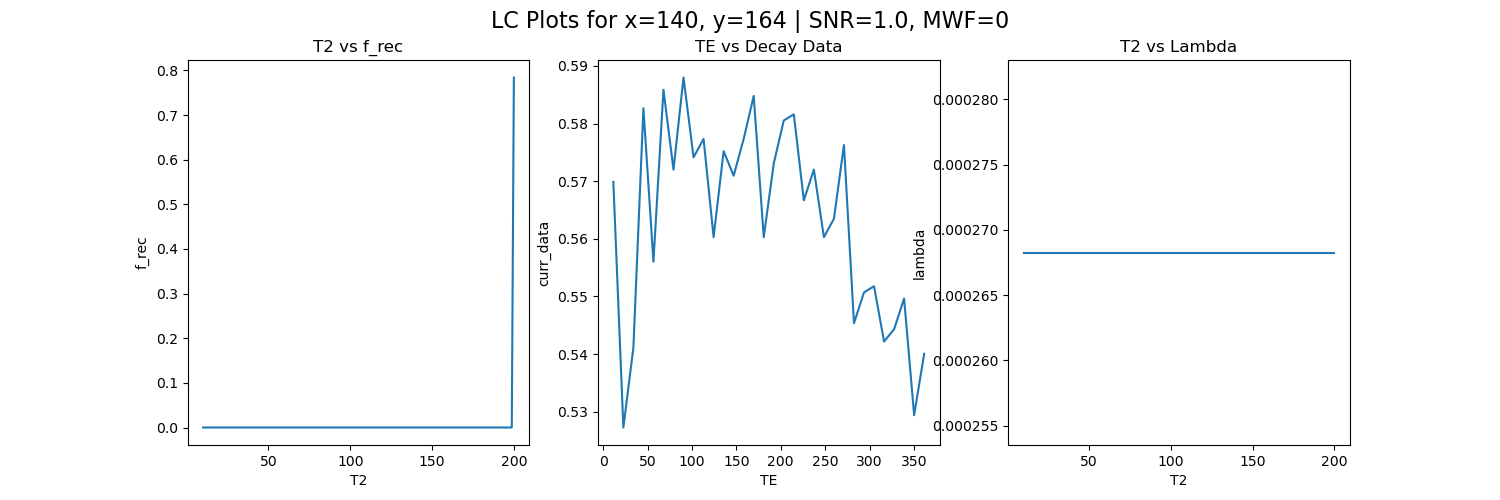 LC Plots for x=140, y=164 | SNR=1.0, MWF=0
T2 vs f_rec
f_rec
0.8
0.7
0.6
0.5
0.4
0.3
0.2
0.1
0.0
50 100 150 200
T2
TE vs Decay Data
curr_data
0.59
0.58
0.57
0.56
0.55
0.54
0.53
0 50 100 150 200 250 300 350
TE
T2 vs Lambda
lambda
0.000280
0.000275
0.000270
0.000265
0.000260
0.000255
50 100 150 200
T2